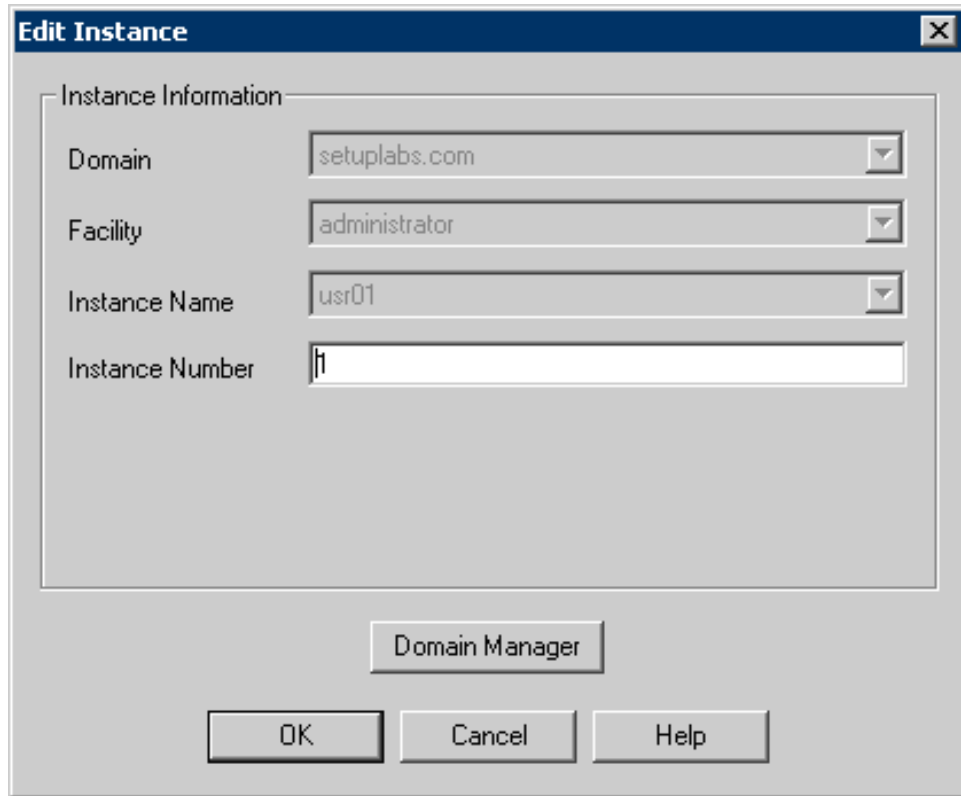 Edit Instance
Instance Information
Domain setuplabs.com
Facility administrator
Instance Name usr01
Instance Number 1
Domain Manager
OK Cancel Help